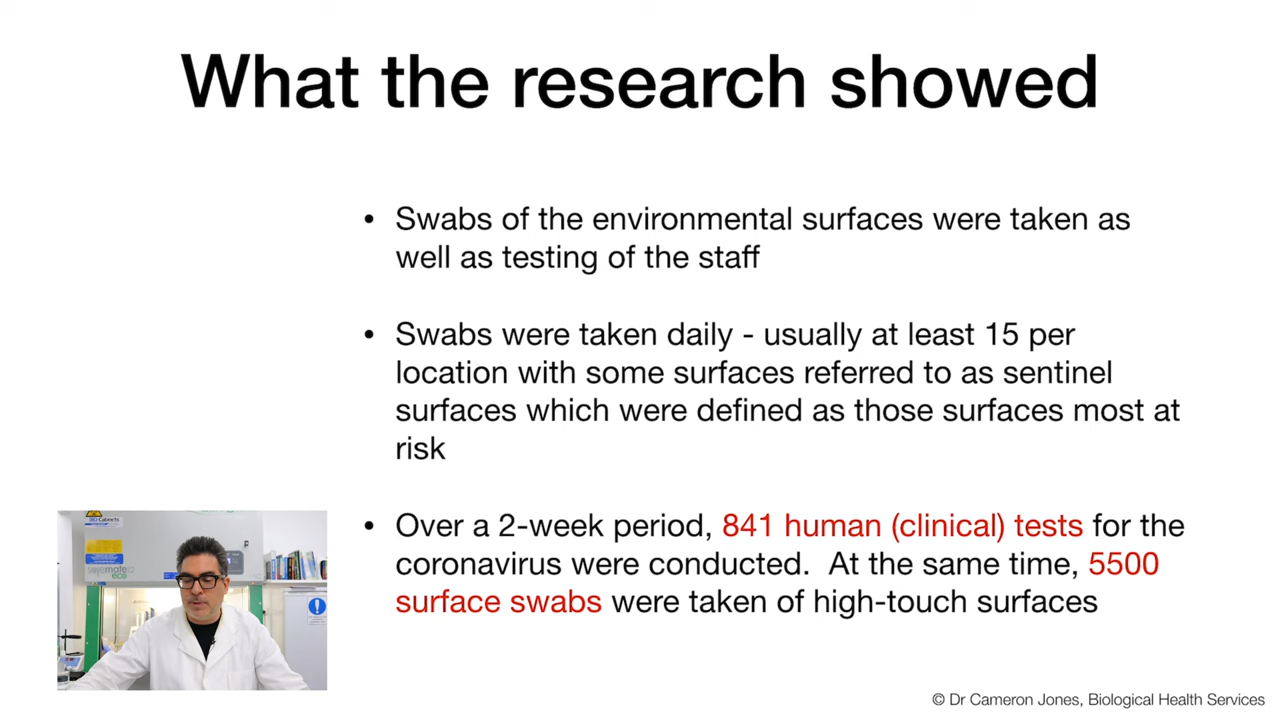 What the research showed
• Swabs of the environmental surfaces were taken as
well as testing of the staff
• Swabs were taken daily - usually at least 15 per
location with some surfaces referred to as sentinel
surfaces which were defined as those surfaces most at
risk
• Over a 2-week period, 841 human (clinical) tests for the
coronavirus were conducted. At the same time, 5500
surface swabs were taken of high-touch surfaces
BIO Cabinets
safemate
eco
© Dr Cameron Jones, Biological Health Services